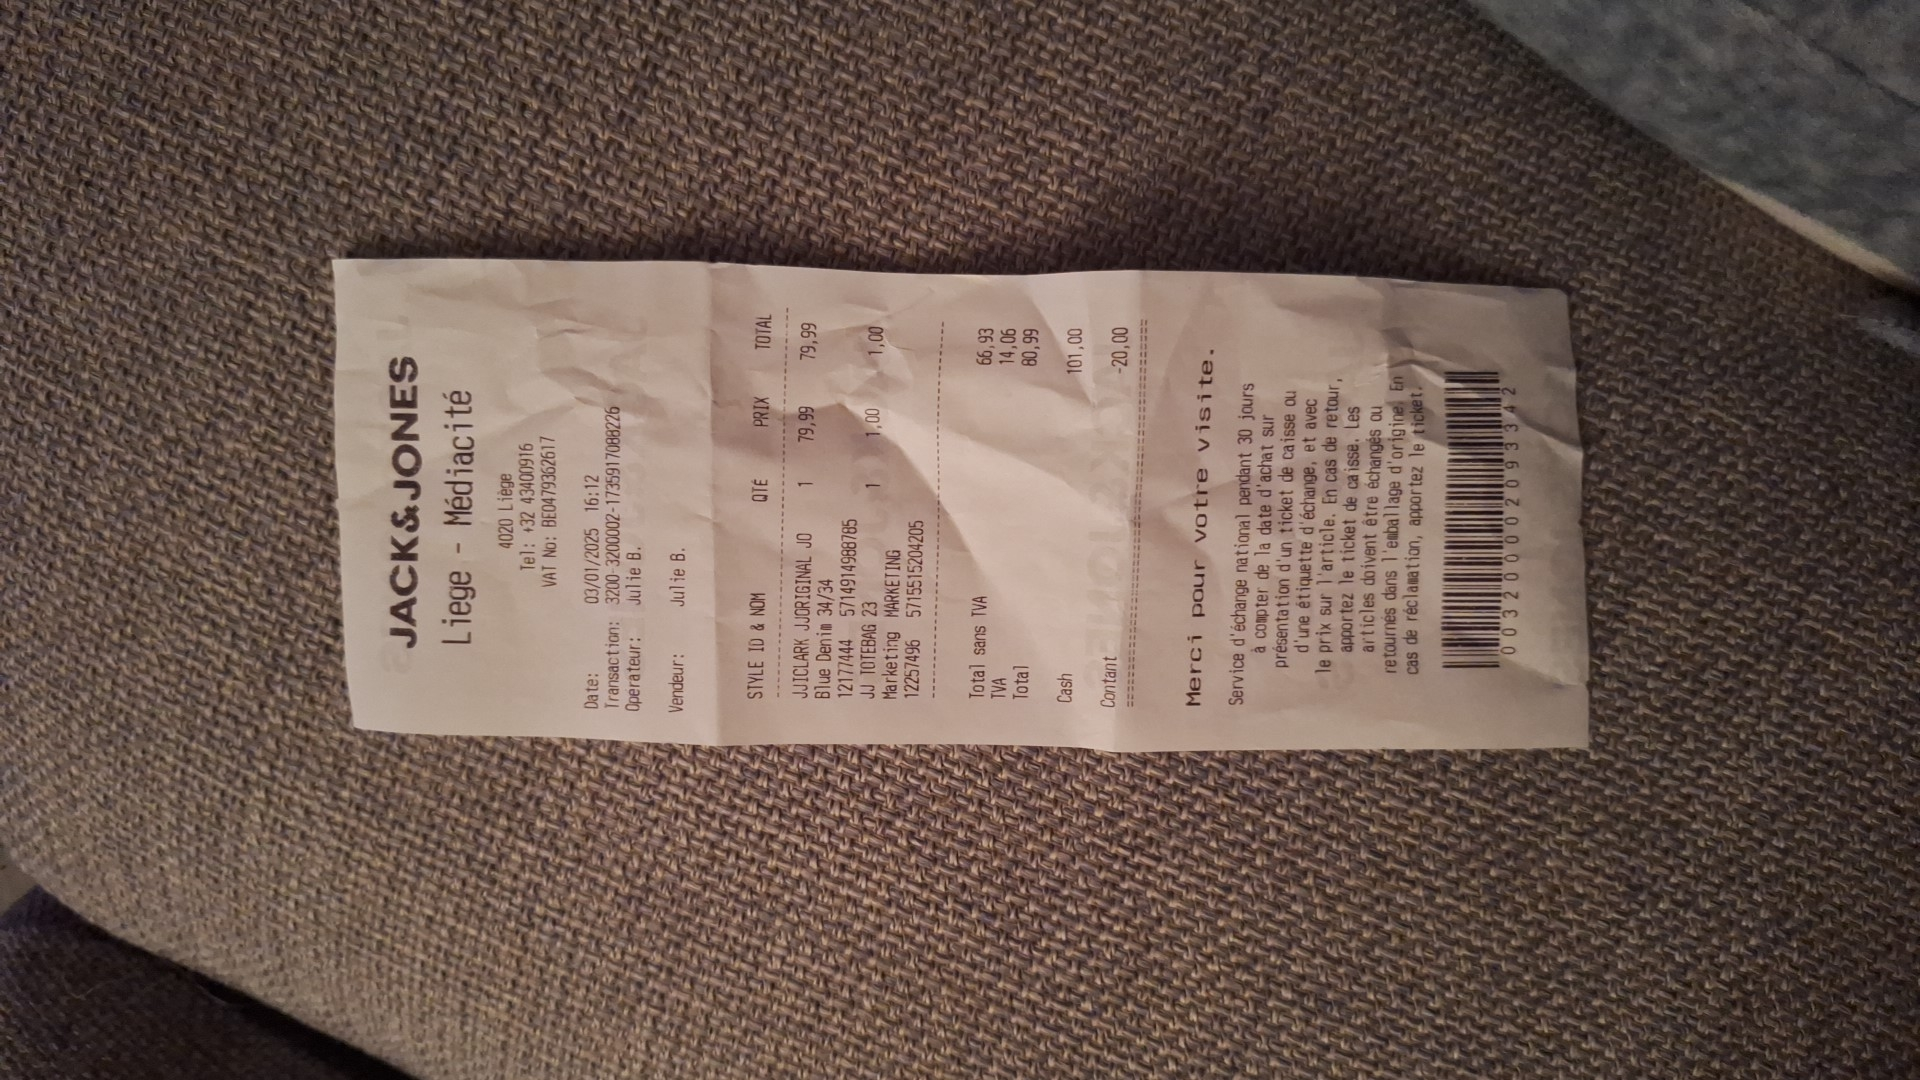 JACK&JONES
Liege - Médiacité
4020 Liège
Tel: +32 43400916
VAT No: BE0479362617
Date: 03/01/2025 16:12
Transaction: 3200-3200002-1735917088226
Operateur: Julie B.
Vendeur: Julie B.
STYLE ID & NOM QTÉ PRIX TOTAL
JJICLARK JJORIGINAL JO 1 79,99 79,99
Blue Denim 34/34
12177444 5714914988785
JJ TOTEBAG 23 1 1,00 1,00
Marketing MARKETING
12257496 5715515204205
Total sans TVA 66,93
TVA 14,06
Total 80,99
Cash 101,00
Contant -20,00
Merci pour votre visite.
Service d'échange national pendant 30 jours
à compter de la date d'achat sur
présentation d'un ticket de caisse ou
d'une étiquette d'échange, et avec
le prix sur l'article. En cas de retour,
apportez le ticket de caisse. Les
articles doivent être échangés ou
retournés dans l'emballage d'origine. En
cas de réclamation, apportez le ticket.
0032000020933 42